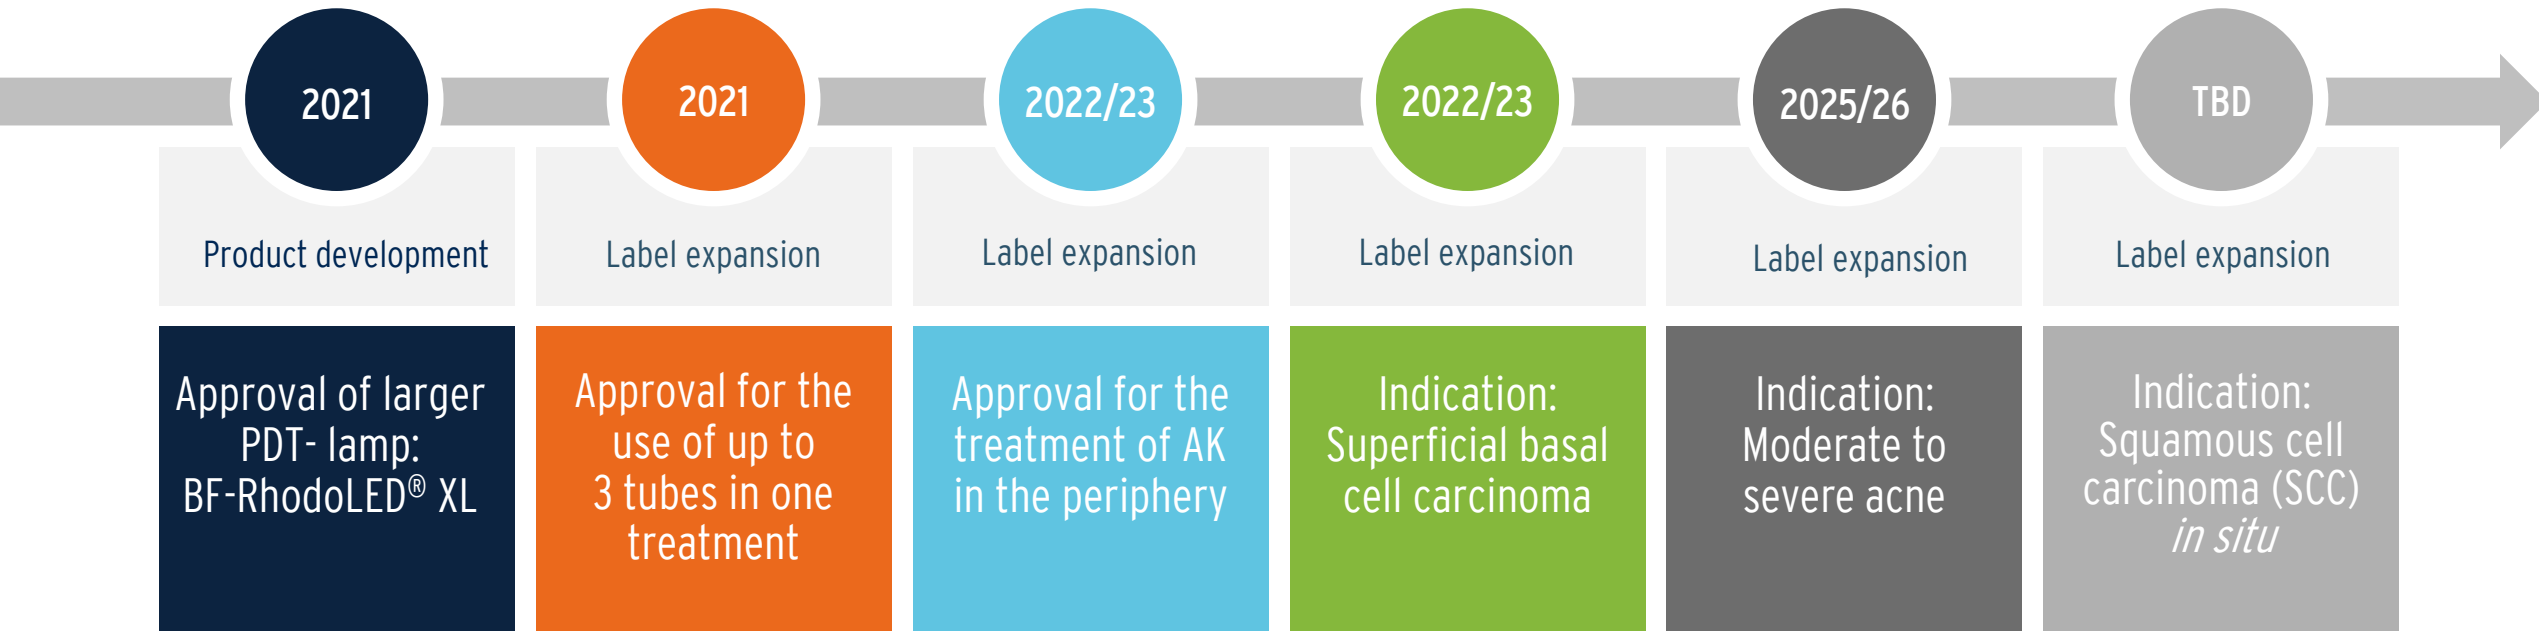 2021
Product development
Approval of larger
PDT- lamp:
BF-RhodoLED® XL
2021
Label expansion
Approval for the
use of up to
3 tubes in one
treatment
2022/23
Label expansion
Approval for the
treatment of AK
in the periphery
2022/23
Label expansion
Indication:
Superficial basal
cell carcinoma
2025/26
Label expansion
Indication:
Moderate to
severe acne
TBD
Label expansion
Indication:
Squamous cell
carcinoma (SCC)
in situ